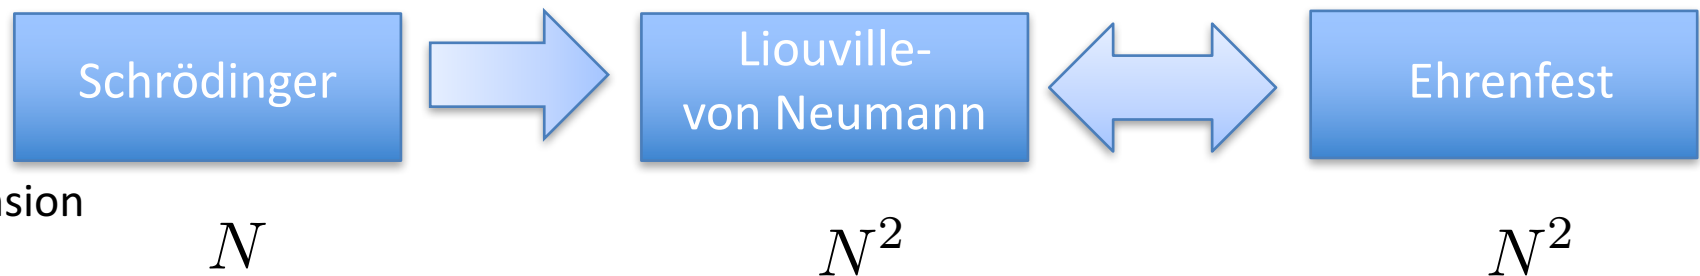 Schrödinger
Liouville-
von Neumann
Ehrenfest
N
N²
N²